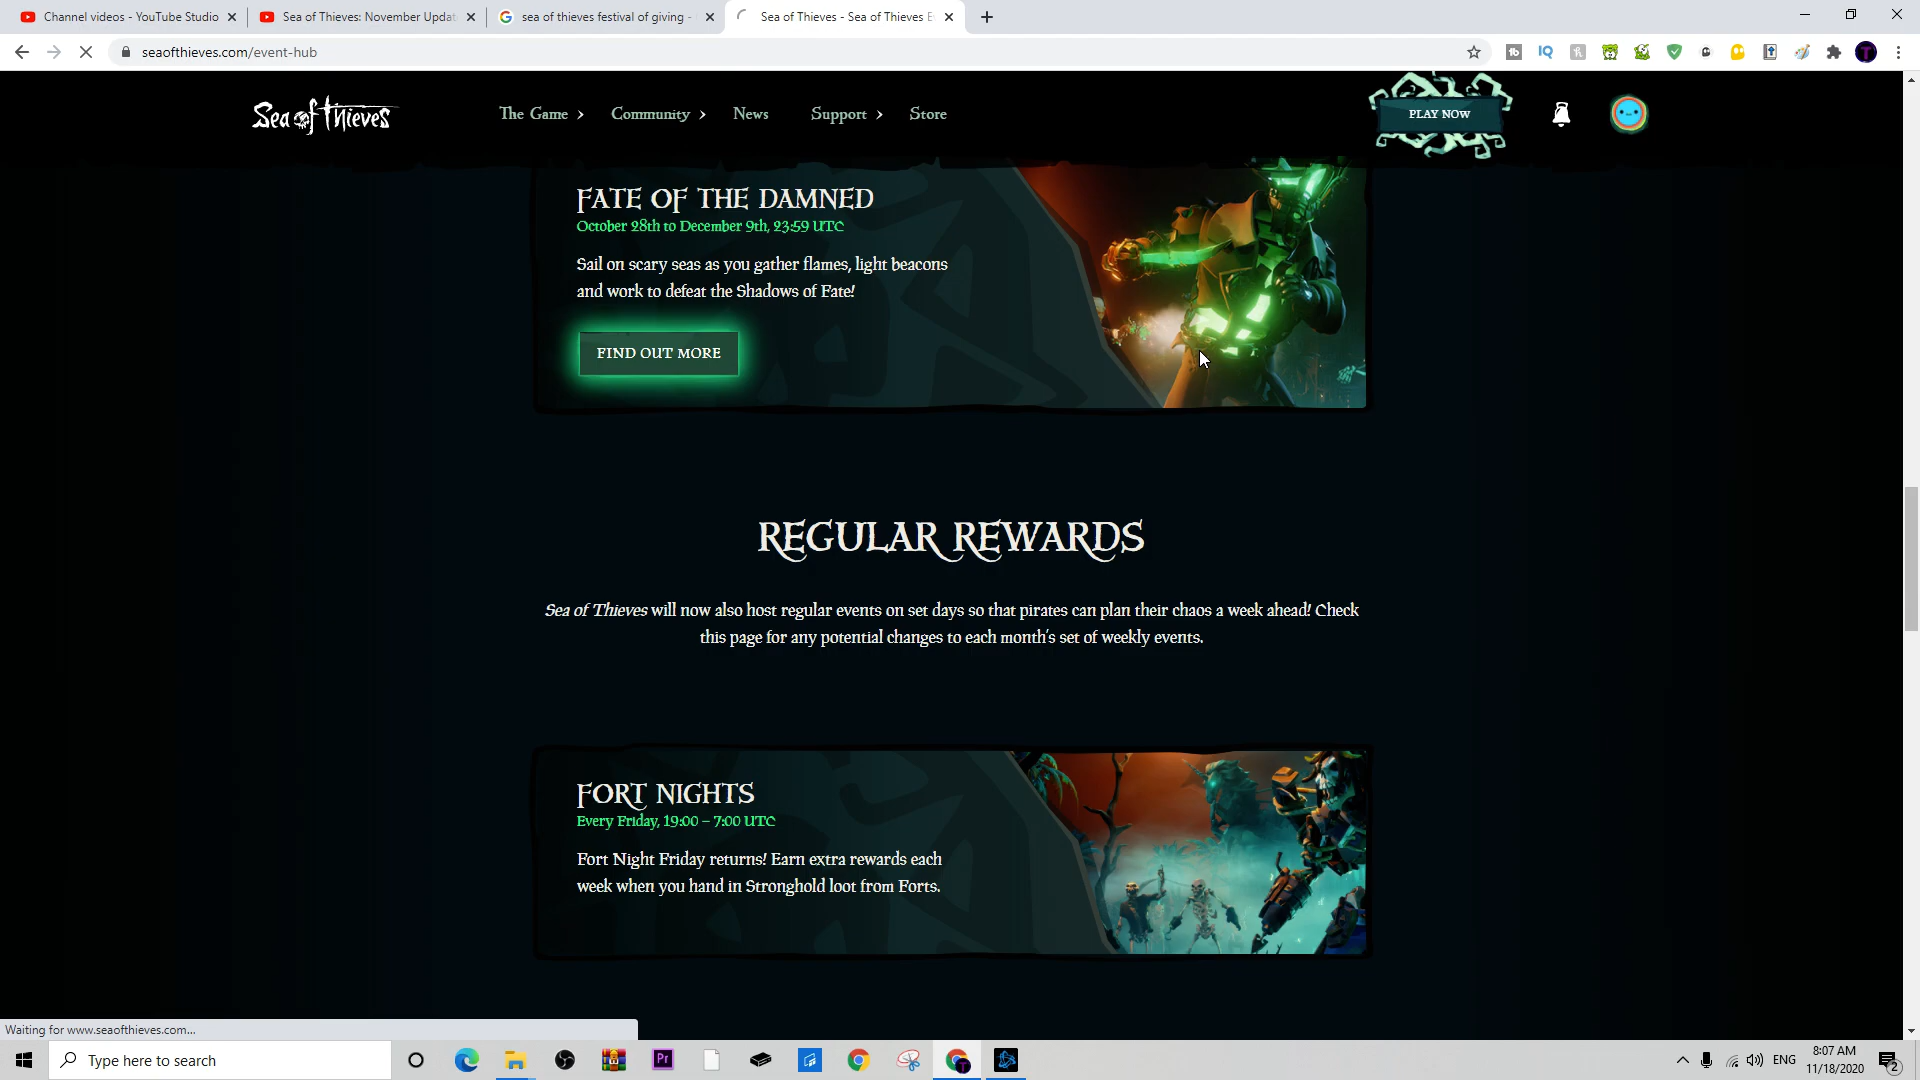 Channel videos - YouTube Studio
Sea of Thieves: November Updat
sea of thieves festival of giving -
Sea of Thieves - Sea of Thieves E
seaofthieves.com/event-hub
Sea of Thieves
The Game
Community
News
Support
Store
PLAY NOW
FATE OF THE DAMNED
October 28th to December 9th, 23:59 UTC
Sail on scary seas as you gather flames, light beacons
and work to defeat the Shadows of Fate!
FIND OUT MORE
REGULAR REWARDS
Sea of Thieves will now also host regular events on set days so that pirates can plan their chaos a week ahead! Check
this page for any potential changes to each month's set of weekly events.
FORT NIGHTS
Every Friday, 19:00 – 7:00 UTC
Fort Night Friday returns! Earn extra rewards each
week when you hand in Stronghold loot from Forts.
Waiting for www.seaofthieves.com...
Type here to search
Pr
T
ENG
8:07 AM
11/18/2020
2